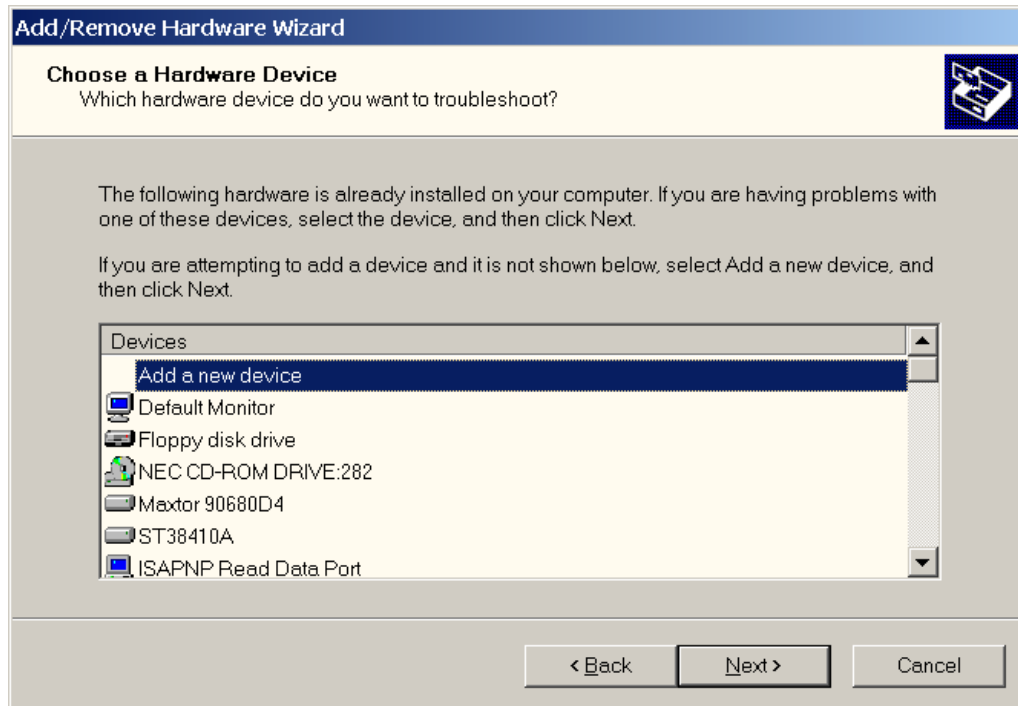 Add/Remove Hardware Wizard
Choose a Hardware Device
Which hardware device do you want to troubleshoot?
The following hardware is already installed on your computer. If you are having problems with
one of these devices, select the device, and then click Next.
If you are attempting to add a device and it is not shown below, select Add a new device, and
then click Next.
Devices
Add a new device
Default Monitor
Floppy disk drive
NEC CD-ROM DRIVE:282
Maxtor 90680D4
ST38410A
ISAPNP Read Data Port
< Back Next > Cancel